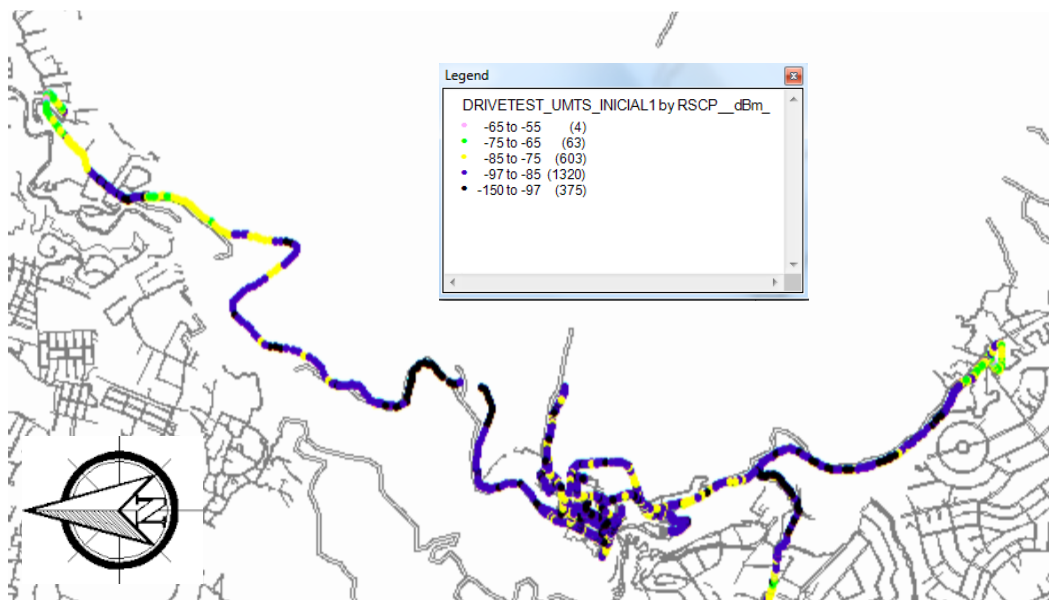 Legend
DRIVETEST_UMTS_INICIAL1 by RSCP__dBm_
-65 to -55 (4)
-75 to -65 (63)
-85 to -75 (603)
-97 to -85 (1320)
-150 to -97 (375)
N